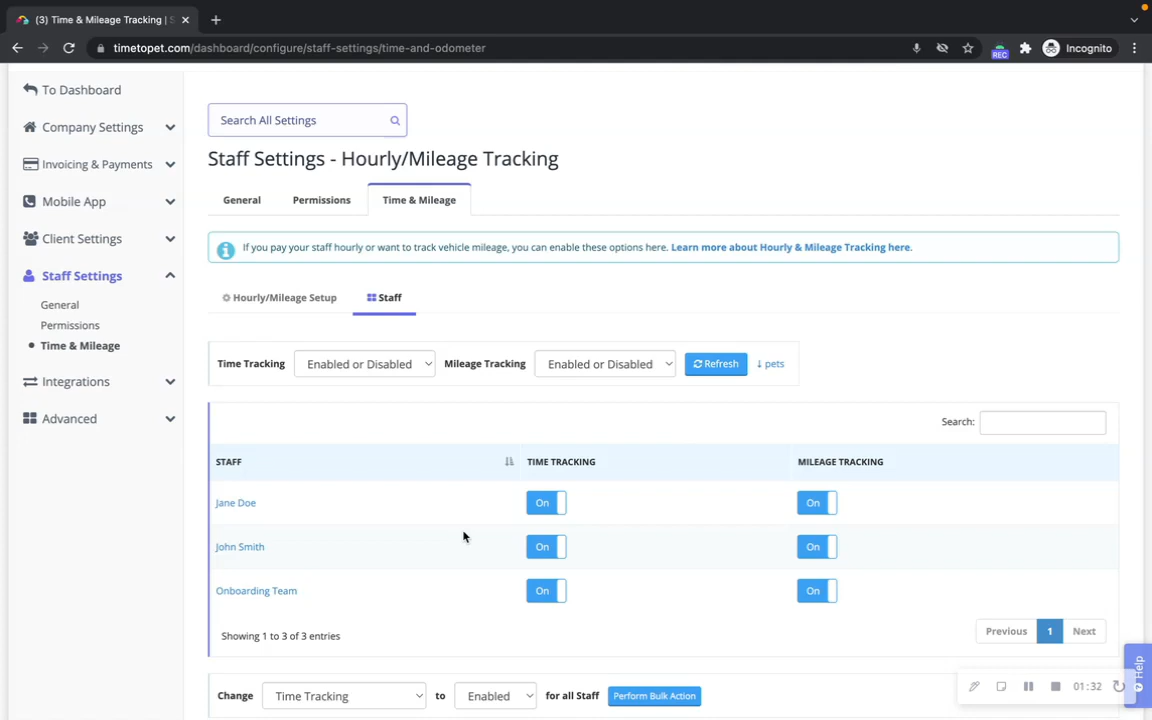 (3) Time & Mileage Tracking | S
timetopet.com/dashboard/configure/staff-settings/time-and-odometer
REC
Incognito
To Dashboard
Company Settings
Invoicing & Payments
Mobile App
Client Settings
Staff Settings
General
Permissions
Time & Mileage
Integrations
Advanced
Search All Settings
Staff Settings - Hourly/Mileage Tracking
General Permissions Time & Mileage
If you pay your staff hourly or want to track vehicle mileage, you can enable these options here. Learn more about Hourly & Mileage Tracking here.
Hourly/Mileage Setup Staff
Time Tracking Enabled or Disabled Mileage Tracking Enabled or Disabled Refresh ↓ pets
Search:
STAFF TIME TRACKING MILEAGE TRACKING
Jane Doe On On
John Smith On On
Onboarding Team On On
Showing 1 to 3 of 3 entries
Previous 1 Next
Change Time Tracking to Enabled for all Staff Perform Bulk Action
01:32
Help